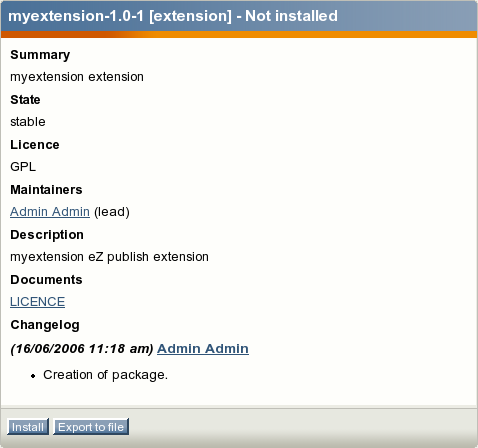 myextension-1.0-1 [extension] - Not installed
Summary
myextension extension
State
stable
Licence
GPL
Maintainers
Admin Admin (lead)
Description
myextension eZ publish extension
Documents
LICENCE
Changelog
(16/06/2006 11:18 am) Admin Admin
• Creation of package.
Install Export to file